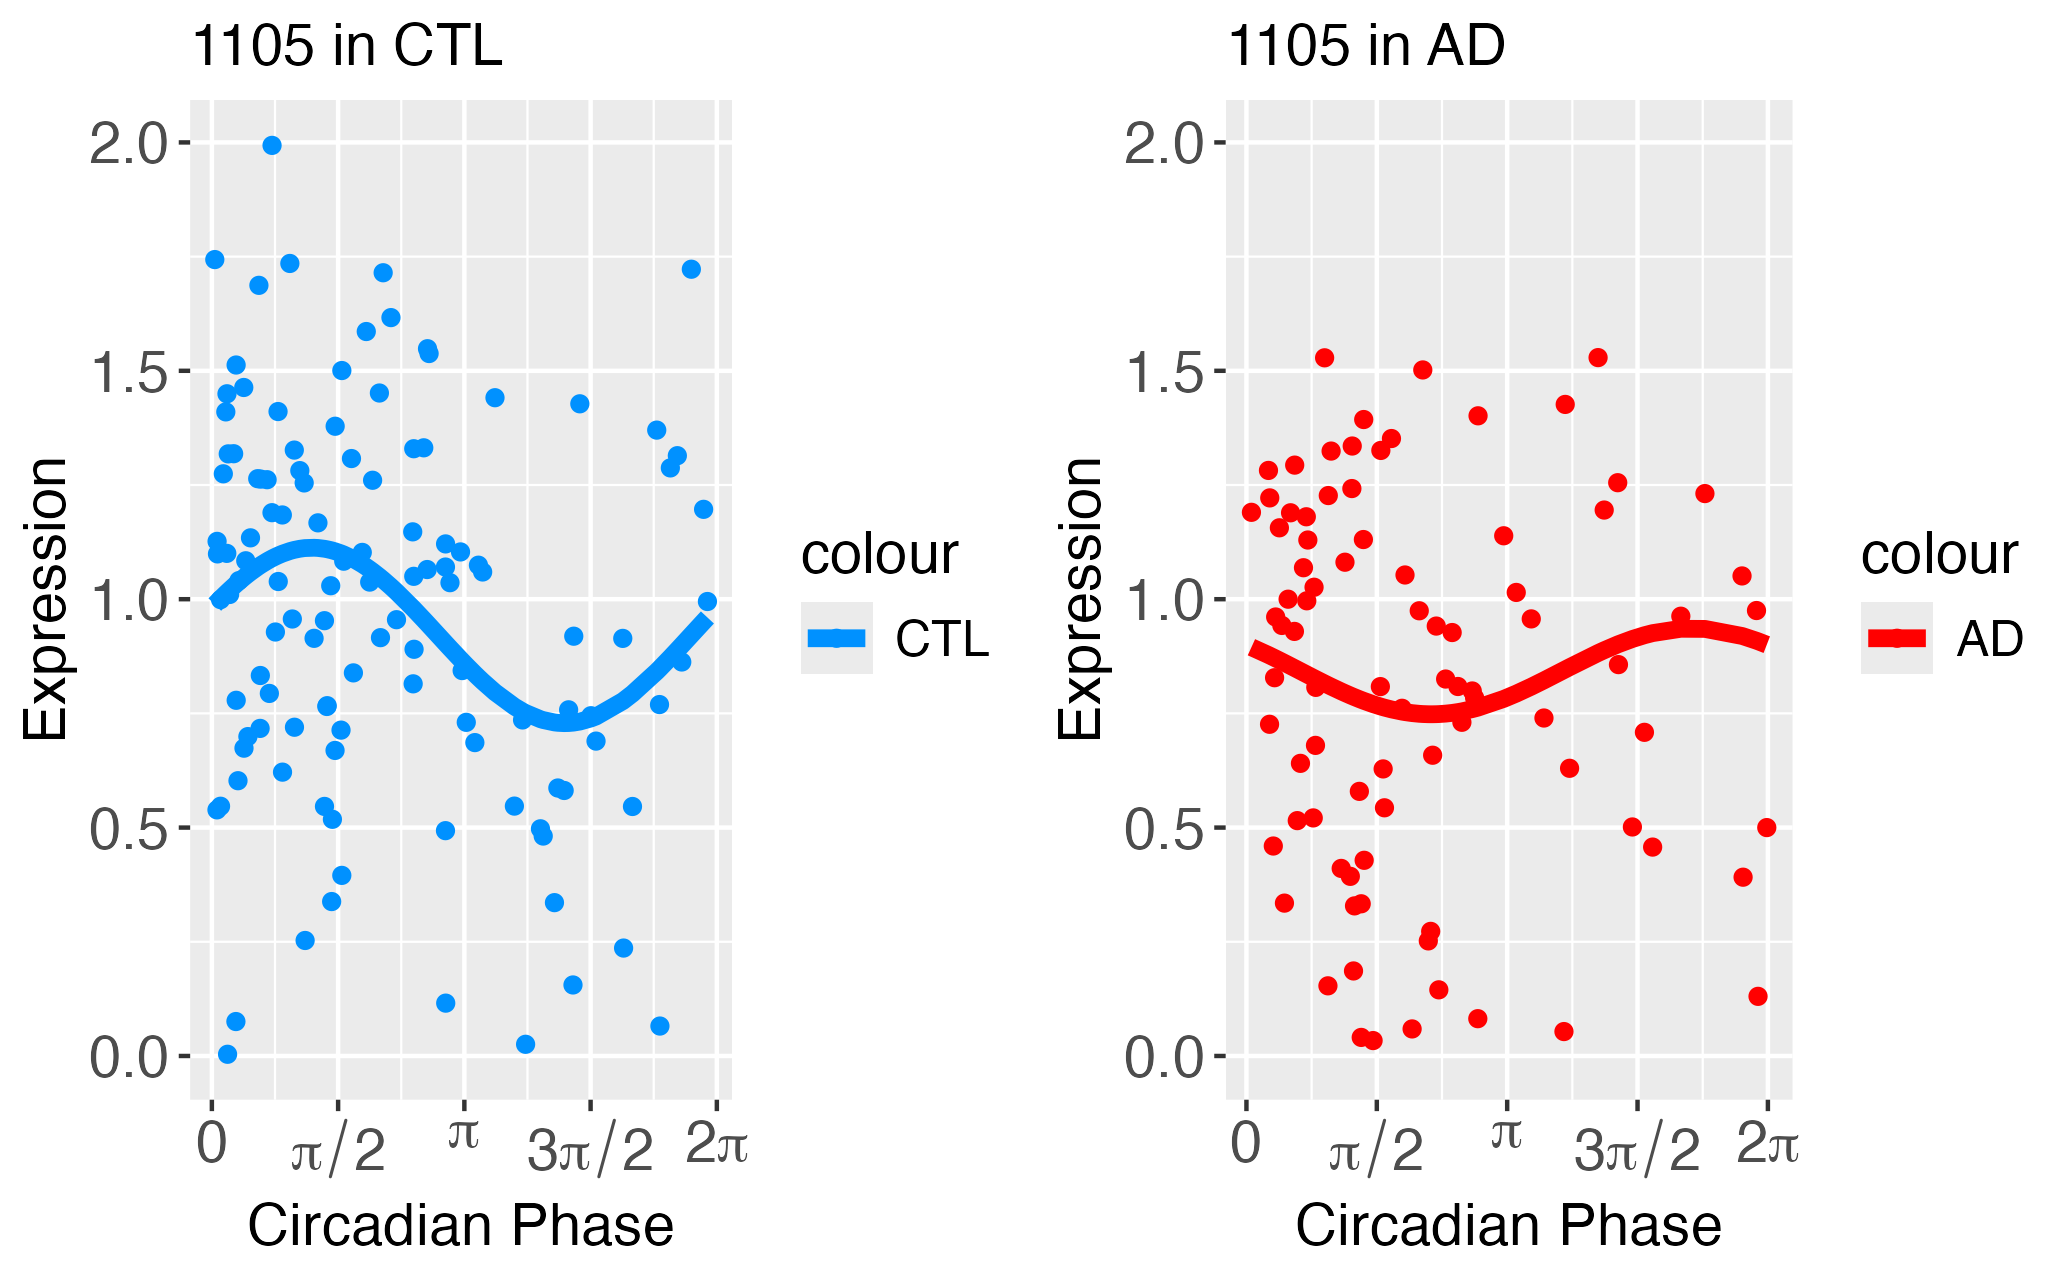 1105 in CTL
2.0
1.5
1.0
0.5
0.0
Expression
0
π/2
π
3π/2
2π
Circadian Phase
colour
CTL
1105 in AD
2.0
1.5
1.0
0.5
0.0
Expression
0
π/2
π
3π/2
2π
Circadian Phase
colour
AD